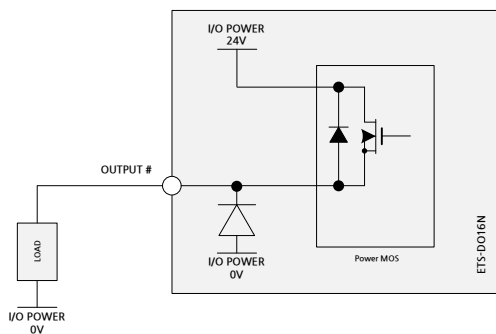 I/O POWER
24V
OUTPUT #
LOAD
I/O POWER
0V
I/O POWER
0V
Power MOS
ETS-DO16N